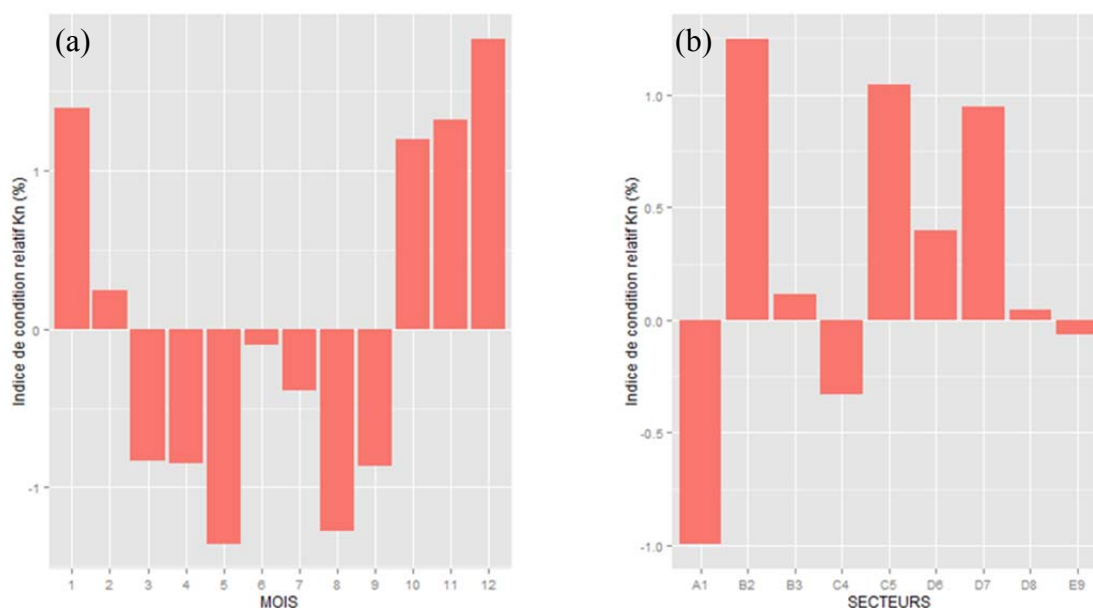 (a)
Indice de condition relatif Kn (%)
1
0
-1
1 2 3 4 5 6 7 8 9 10 11 12
MOIS
(b)
Indice de condition relatif Kn (%)
1.0
0.5
0.0
-0.5
-1.0
A1 B2 B3 C4 C5 D6 D7 D8 E9
SECTEURS